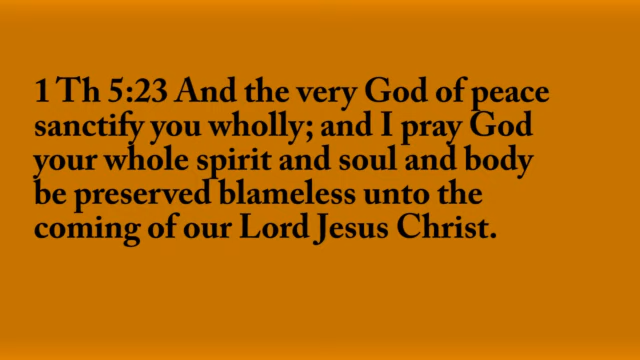 1 Th 5:23 And the very God of peace
sanctify you wholly; and I pray God
your whole spirit and soul and body
be preserved blameless unto the
coming of our Lord Jesus Christ.